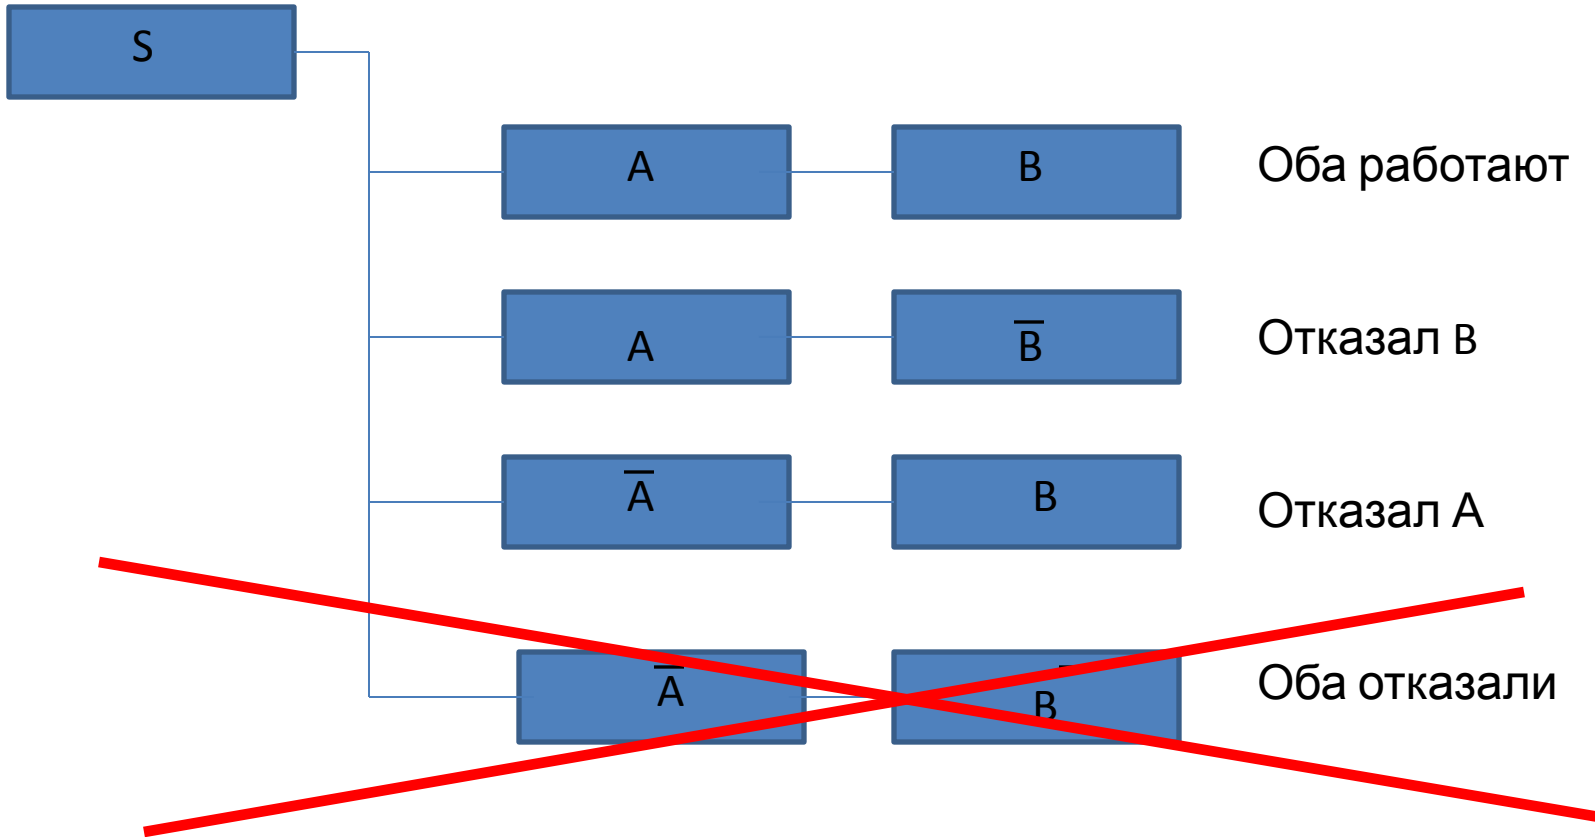 S
A B Оба работают
A B̅ Отказал B
A̅ B Отказал А
A̅ B̅ Оба отказали